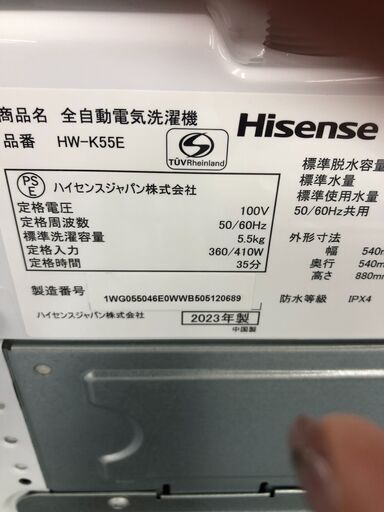 商品名 全自動電気洗濯機
品番 HW-K55E
TÜVRheinland
Hisense
PS
E
ハイセンスジャパン株式会社
定格電圧 100V
定格周波数 50/60Hz
標準洗濯容量 5.5kg
定格入力 360/410W
定格時間 35分
標準脱水容量
標準水量
標準使用水量
50/60Hz共用
外形寸法
幅 540m
奥行 540m
高さ 880mm
製造番号 1WG055046E0WWB505120689
防水等級 IPX4
ハイセンスジャパン株式会社 2023年製
中国製